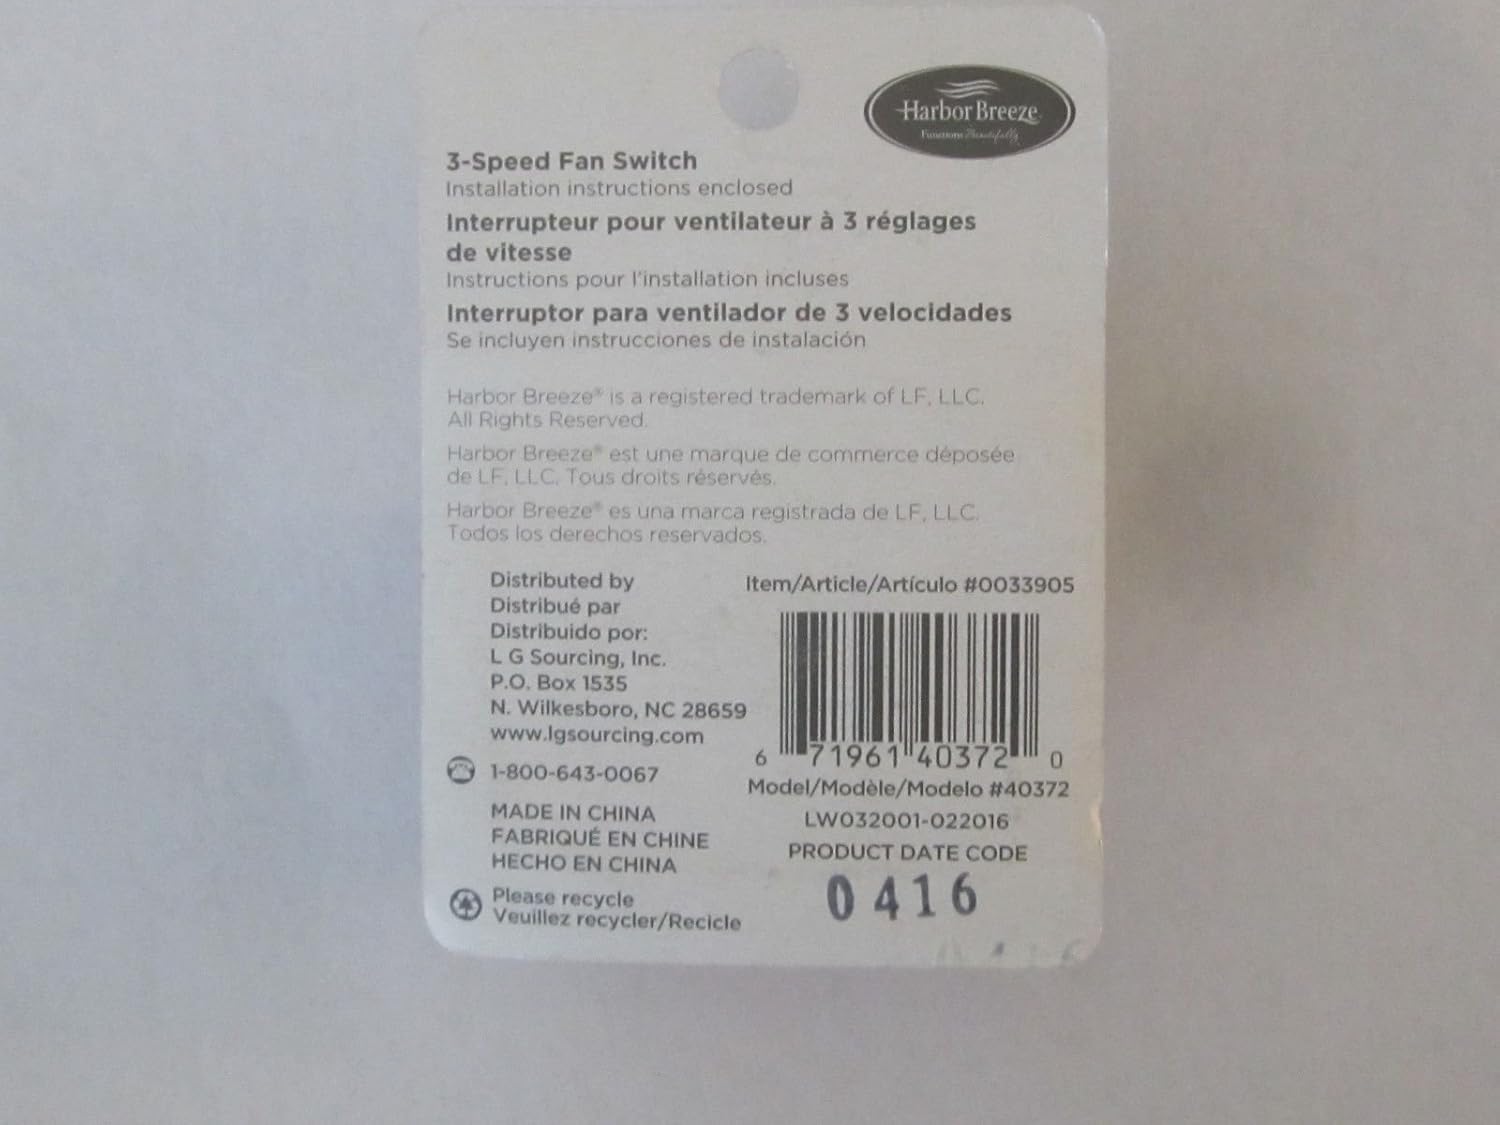 Harbor Breeze
Functions Beautifully
3-Speed Fan Switch
Installation instructions enclosed
Interrupteur pour ventilateur à 3 réglages
de vitesse
Instructions pour l'installation incluses
Interruptor para ventilador de 3 velocidades
Se incluyen instrucciones de instalación
Harbor Breeze® is a registered trademark of LF, LLC.
All Rights Reserved.
Harbor Breeze® est une marque de commerce déposée
de LF, LLC. Tous droits réservés.
Harbor Breeze® es una marca registrada de LF, LLC.
Todos los derechos reservados.
Distributed by
Distribué par
Distribuido por:
L G Sourcing, Inc.
P.O. Box 1535
N. Wilkesboro, NC 28659
www.lgsourcing.com
1-800-643-0067
MADE IN CHINA
FABRIQUÉ EN CHINE
HECHO EN CHINA
Please recycle
Veuillez recycler/Recicle
Item/Article/Artículo #0033905
6 71961 40372 0
Model/Modèle/Modelo #40372
LW032001-022016
PRODUCT DATE CODE
0416